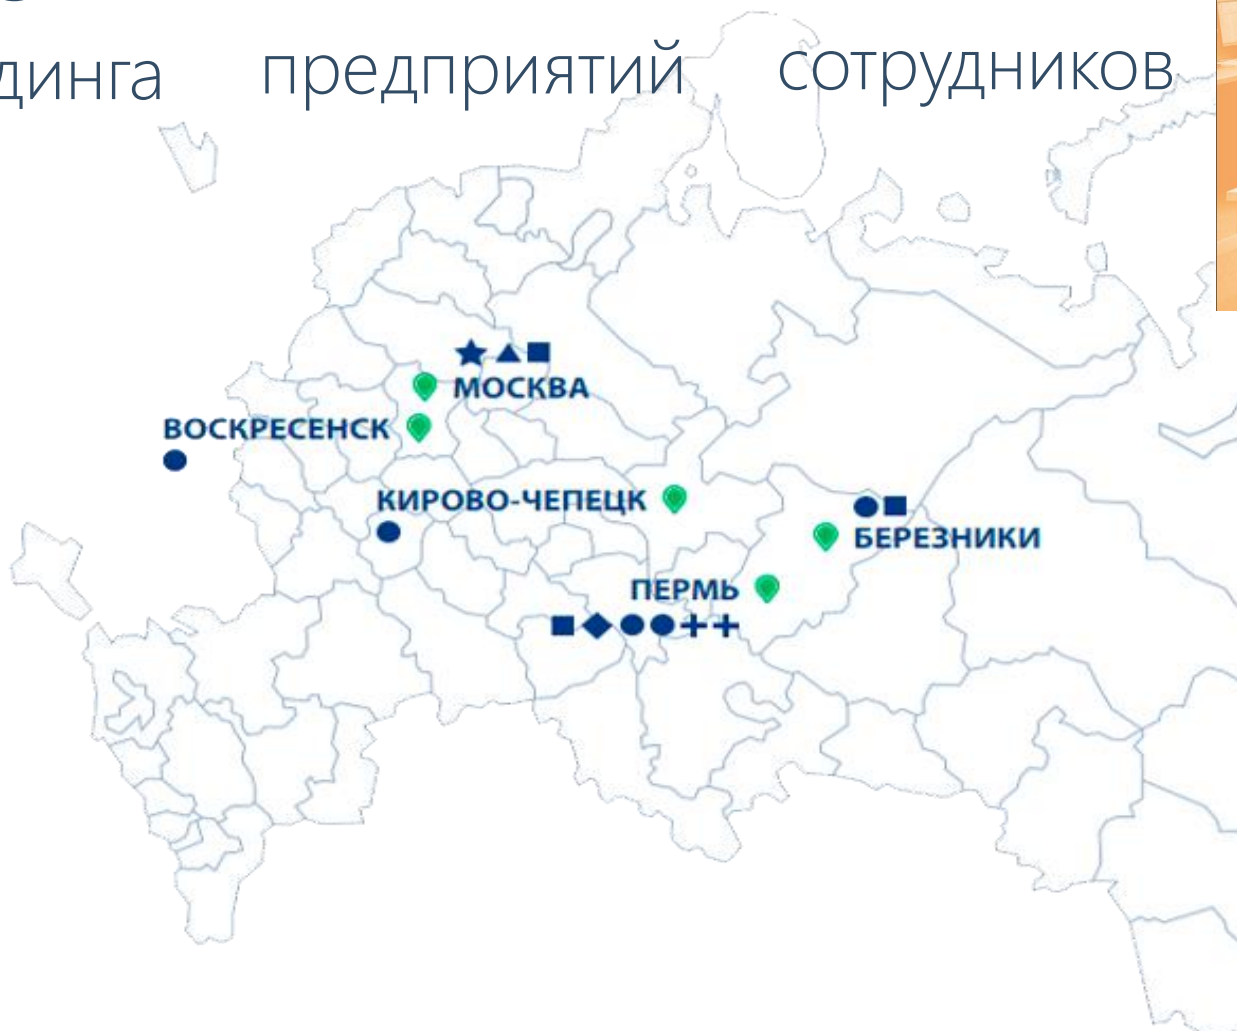 динга предприятий сотрудников
МОСКВА
ВОСКРЕСЕНСК
КИРОВО-ЧЕПЕЦК
БЕРЕЗНИКИ
ПЕРМЬ